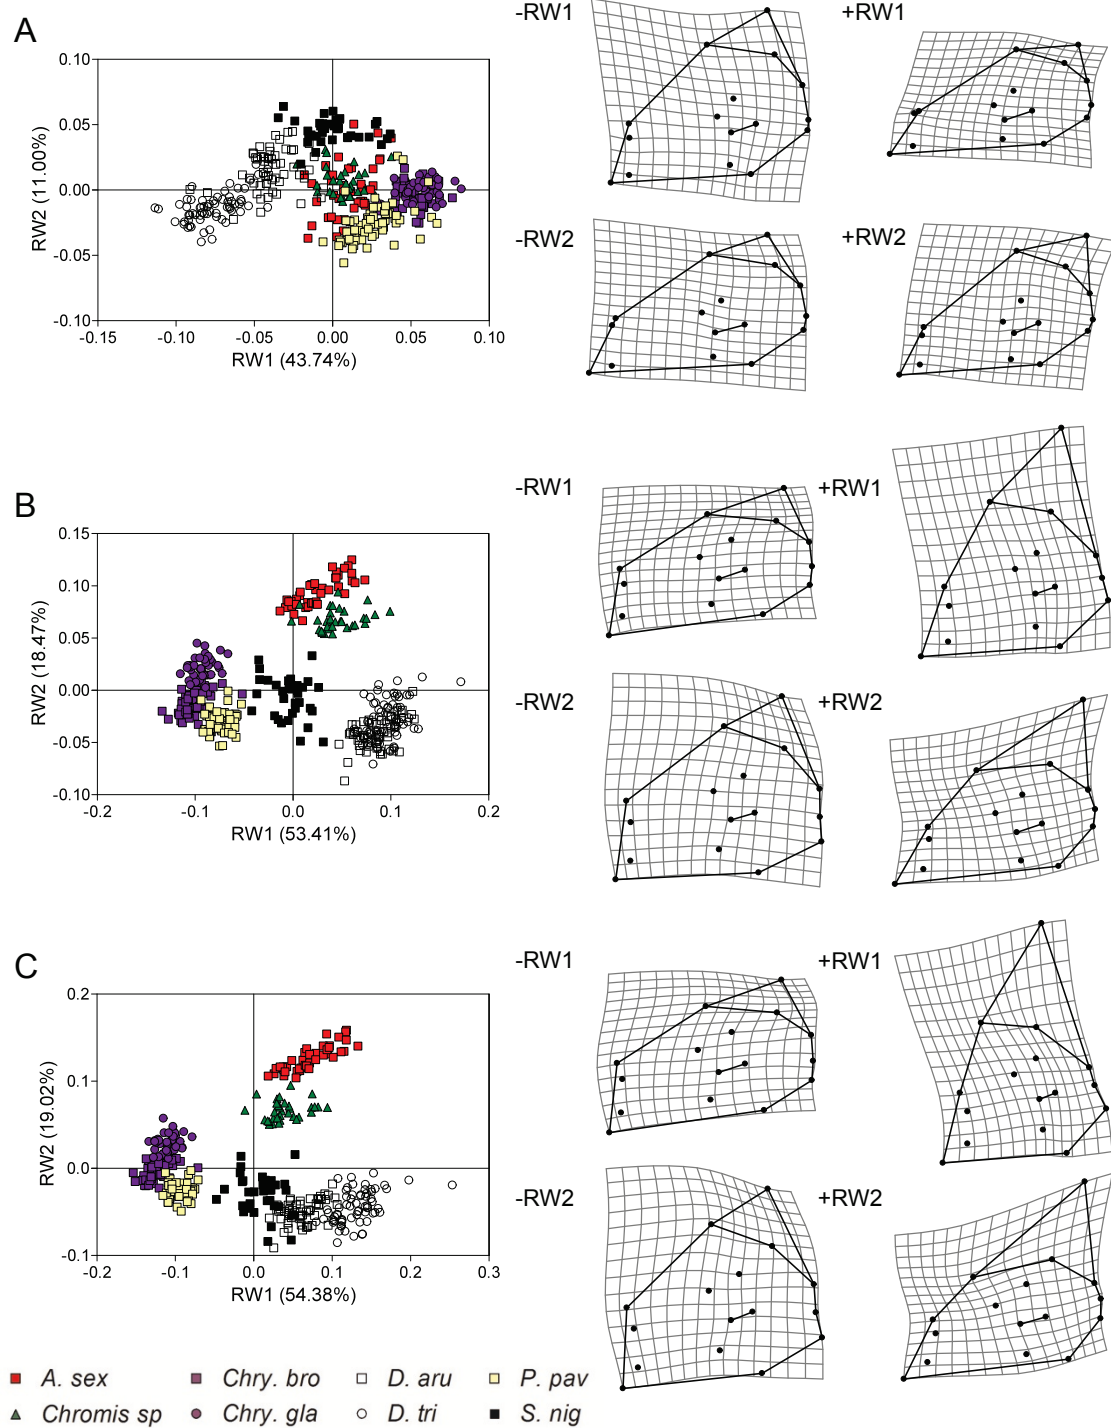 A
-RW1
+RW1
0.10
0.05
0.00
-0.05
-0.10
RW2 (11.00%)
-0.15
-0.10
-0.05
0.00
0.05
0.10
RW1 (43.74%)
-RW2
+RW2
B
-RW1
+RW1
0.15
0.10
0.05
0.00
-0.05
-0.10
RW2 (18.47%)
-0.2
-0.1
0.0
0.1
0.2
RW1 (53.41%)
-RW2
+RW2
C
-RW1
+RW1
0.2
0.1
0.0
-0.1
RW2 (19.02%)
-0.2
-0.1
0.0
0.1
0.2
0.3
RW1 (54.38%)
-RW2
+RW2
A. sex
Chry. bro
D. aru
P. pav
Chromis sp
Chry. gla
D. tri
S. nig